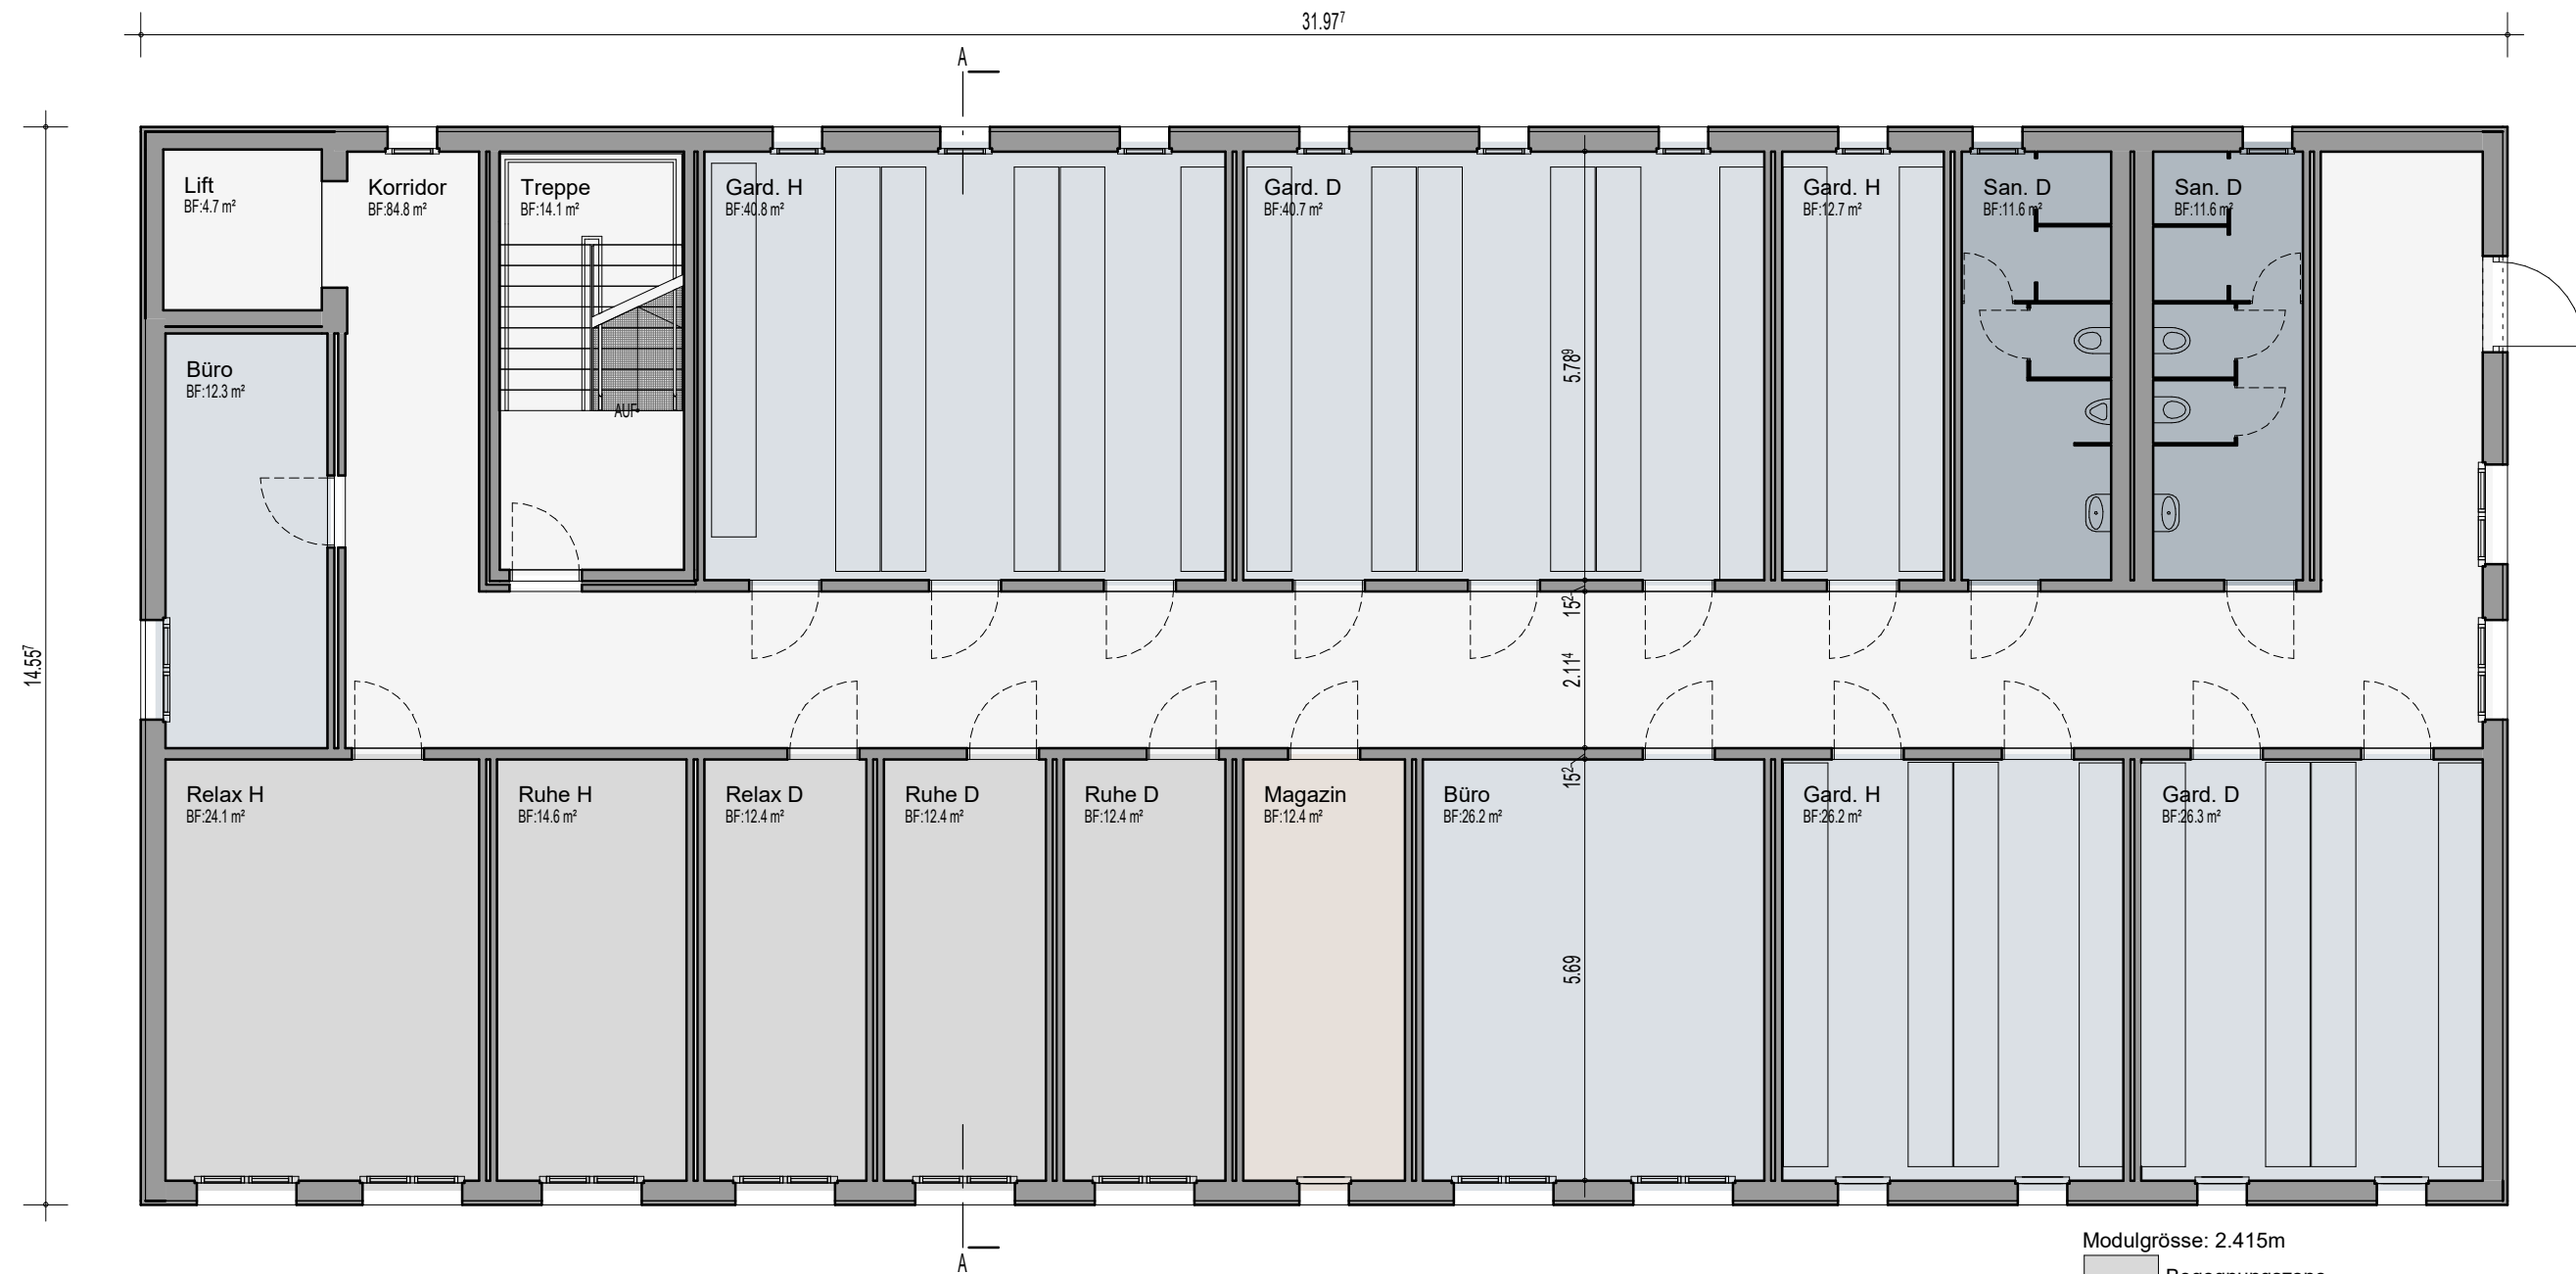 31.97⁷
A
Lift
BF:4.7 m²
Korridor
BF:84.8 m²
Treppe
BF:14.1 m²
Gard. H
BF:40.8 m²
Gard. D
BF:40.7 m²
Gard. H
BF:12.7 m²
San. D
BF:11.6 m²
San. D
BF:11.6 m²
Büro
BF:12.3 m²
AUF
5.78⁹
15²
2.11⁴
15²
14.55⁷
Relax H
BF:24.1 m²
Ruhe H
BF:14.6 m²
Relax D
BF:12.4 m²
Ruhe D
BF:12.4 m²
Ruhe D
BF:12.4 m²
Magazin
BF:12.4 m²
Büro
BF:26.2 m²
Gard. H
BF:26.2 m²
Gard. D
BF:26.3 m²
5.69
A
Modulgrösse: 2.415m